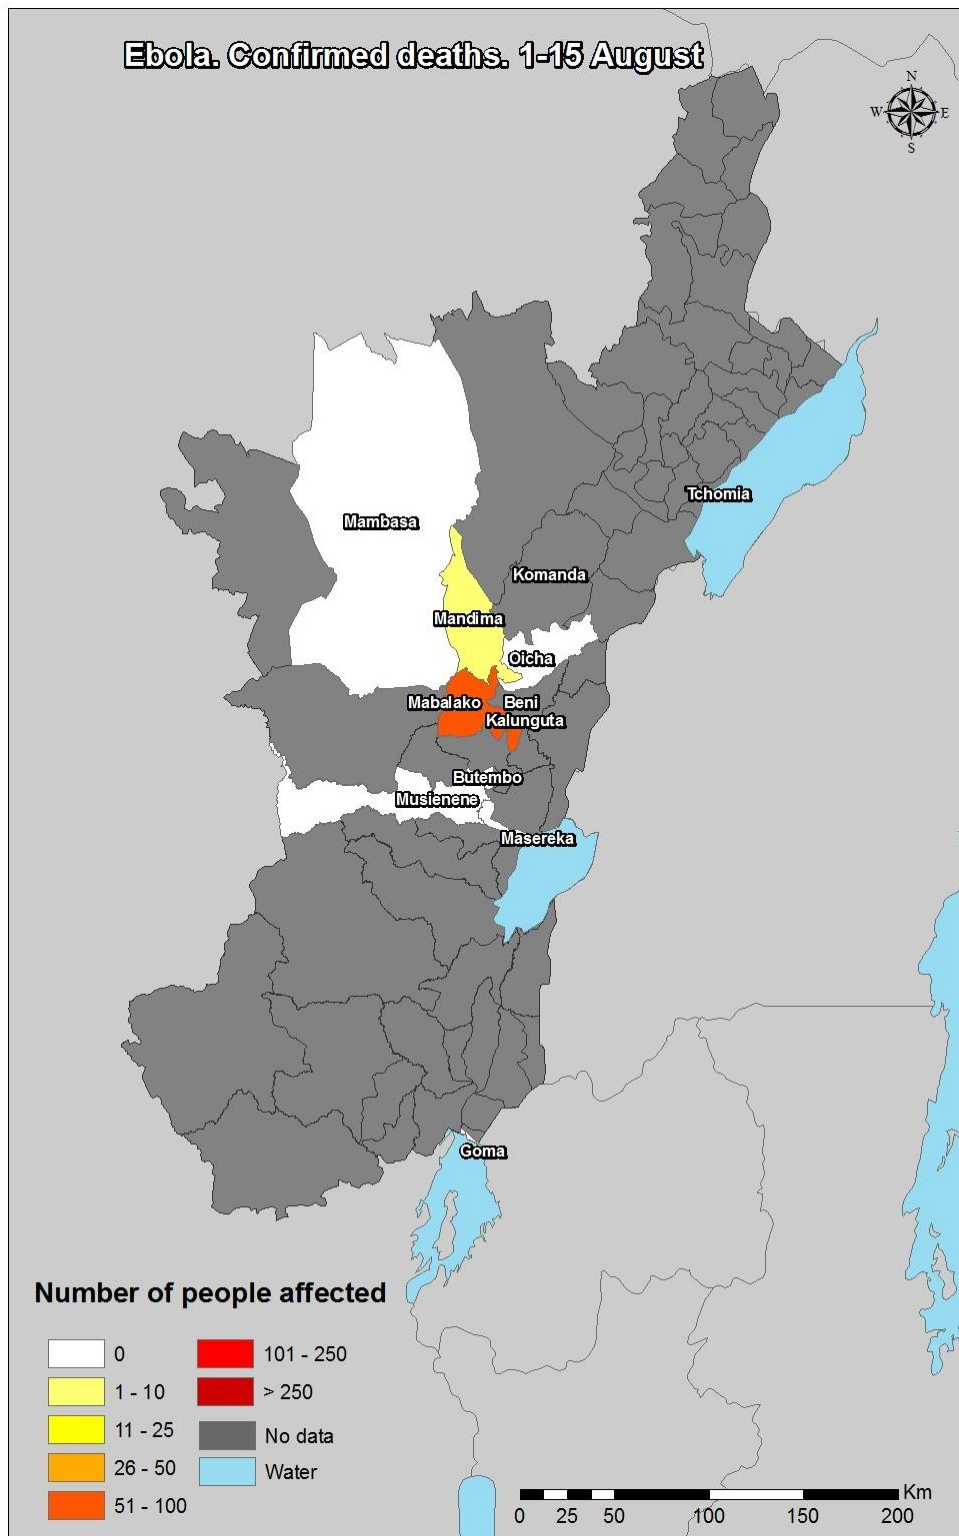 Ebola. Confirmed deaths. 1-15 August
N
W E
S
Tchomia
Mambasa
Komanda
Mandima
Oicha
Mabalako
Beni
Kalunguta
Butembo
Musienene
Masereka
Goma
Number of people affected
0
1 - 10
11 - 25
26 - 50
51 - 100
101 - 250
> 250
No data
Water
Km
0 25 50 100 150 200